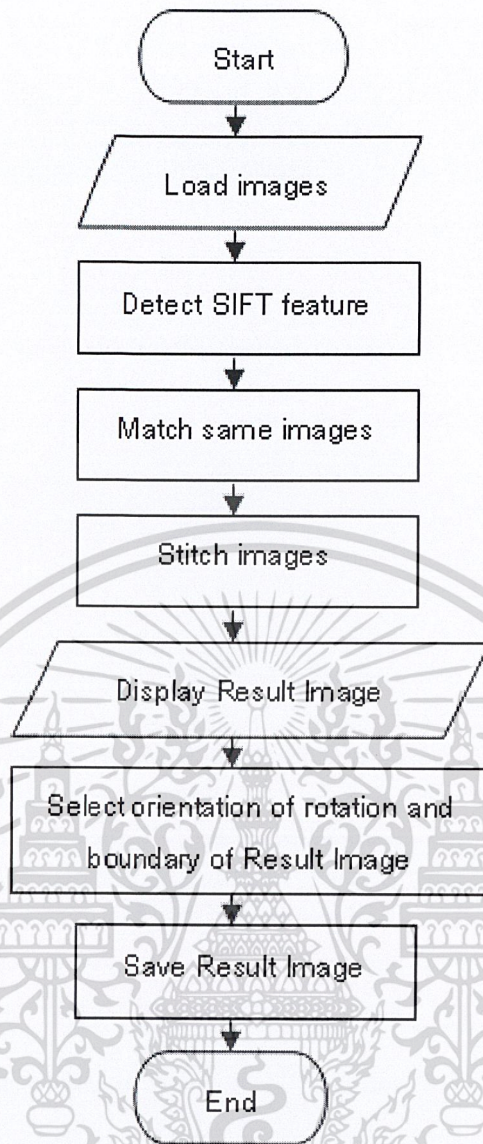 Start
Load images
Detect SIFT feature
Match same images
Stitch images
Display Result Image
Select orientation of rotation and
boundary of Result Image
Save Result Image
End